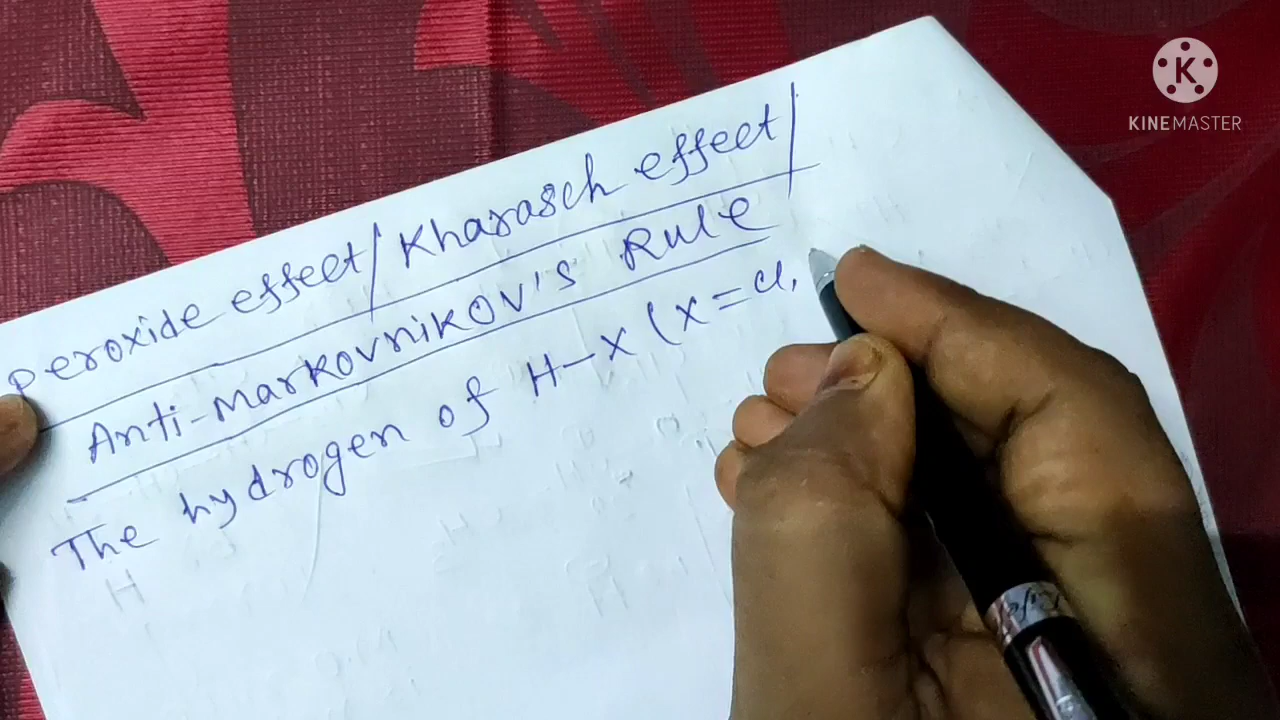 KINEMASTER
Peroxide effect/Kharasch effect/
Anti-Markovnikov's Rule
The hydrogen of H-X (X=Cl,